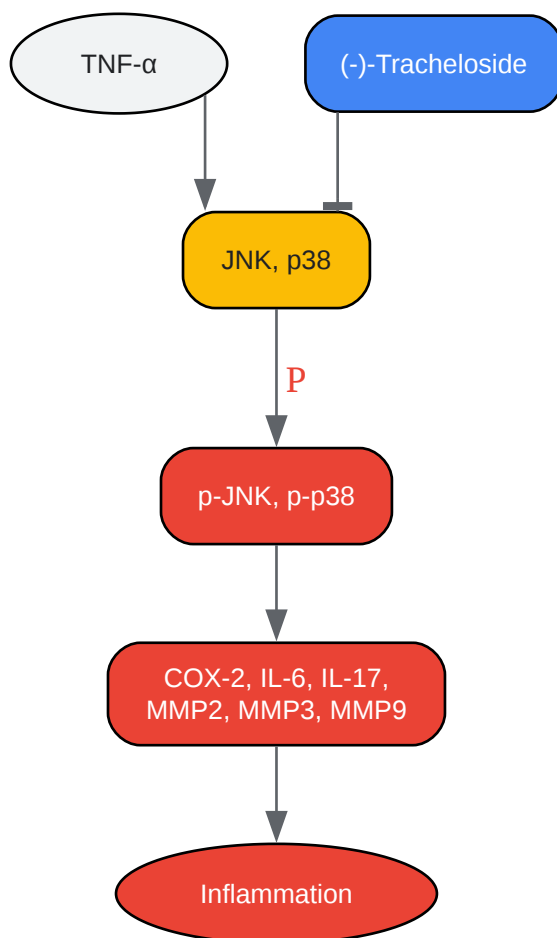 TNF-α
(-)-Tracheloside
JNK, p38
P
p-JNK, p-p38
COX-2, IL-6, IL-17,
MMP2, MMP3, MMP9
Inflammation